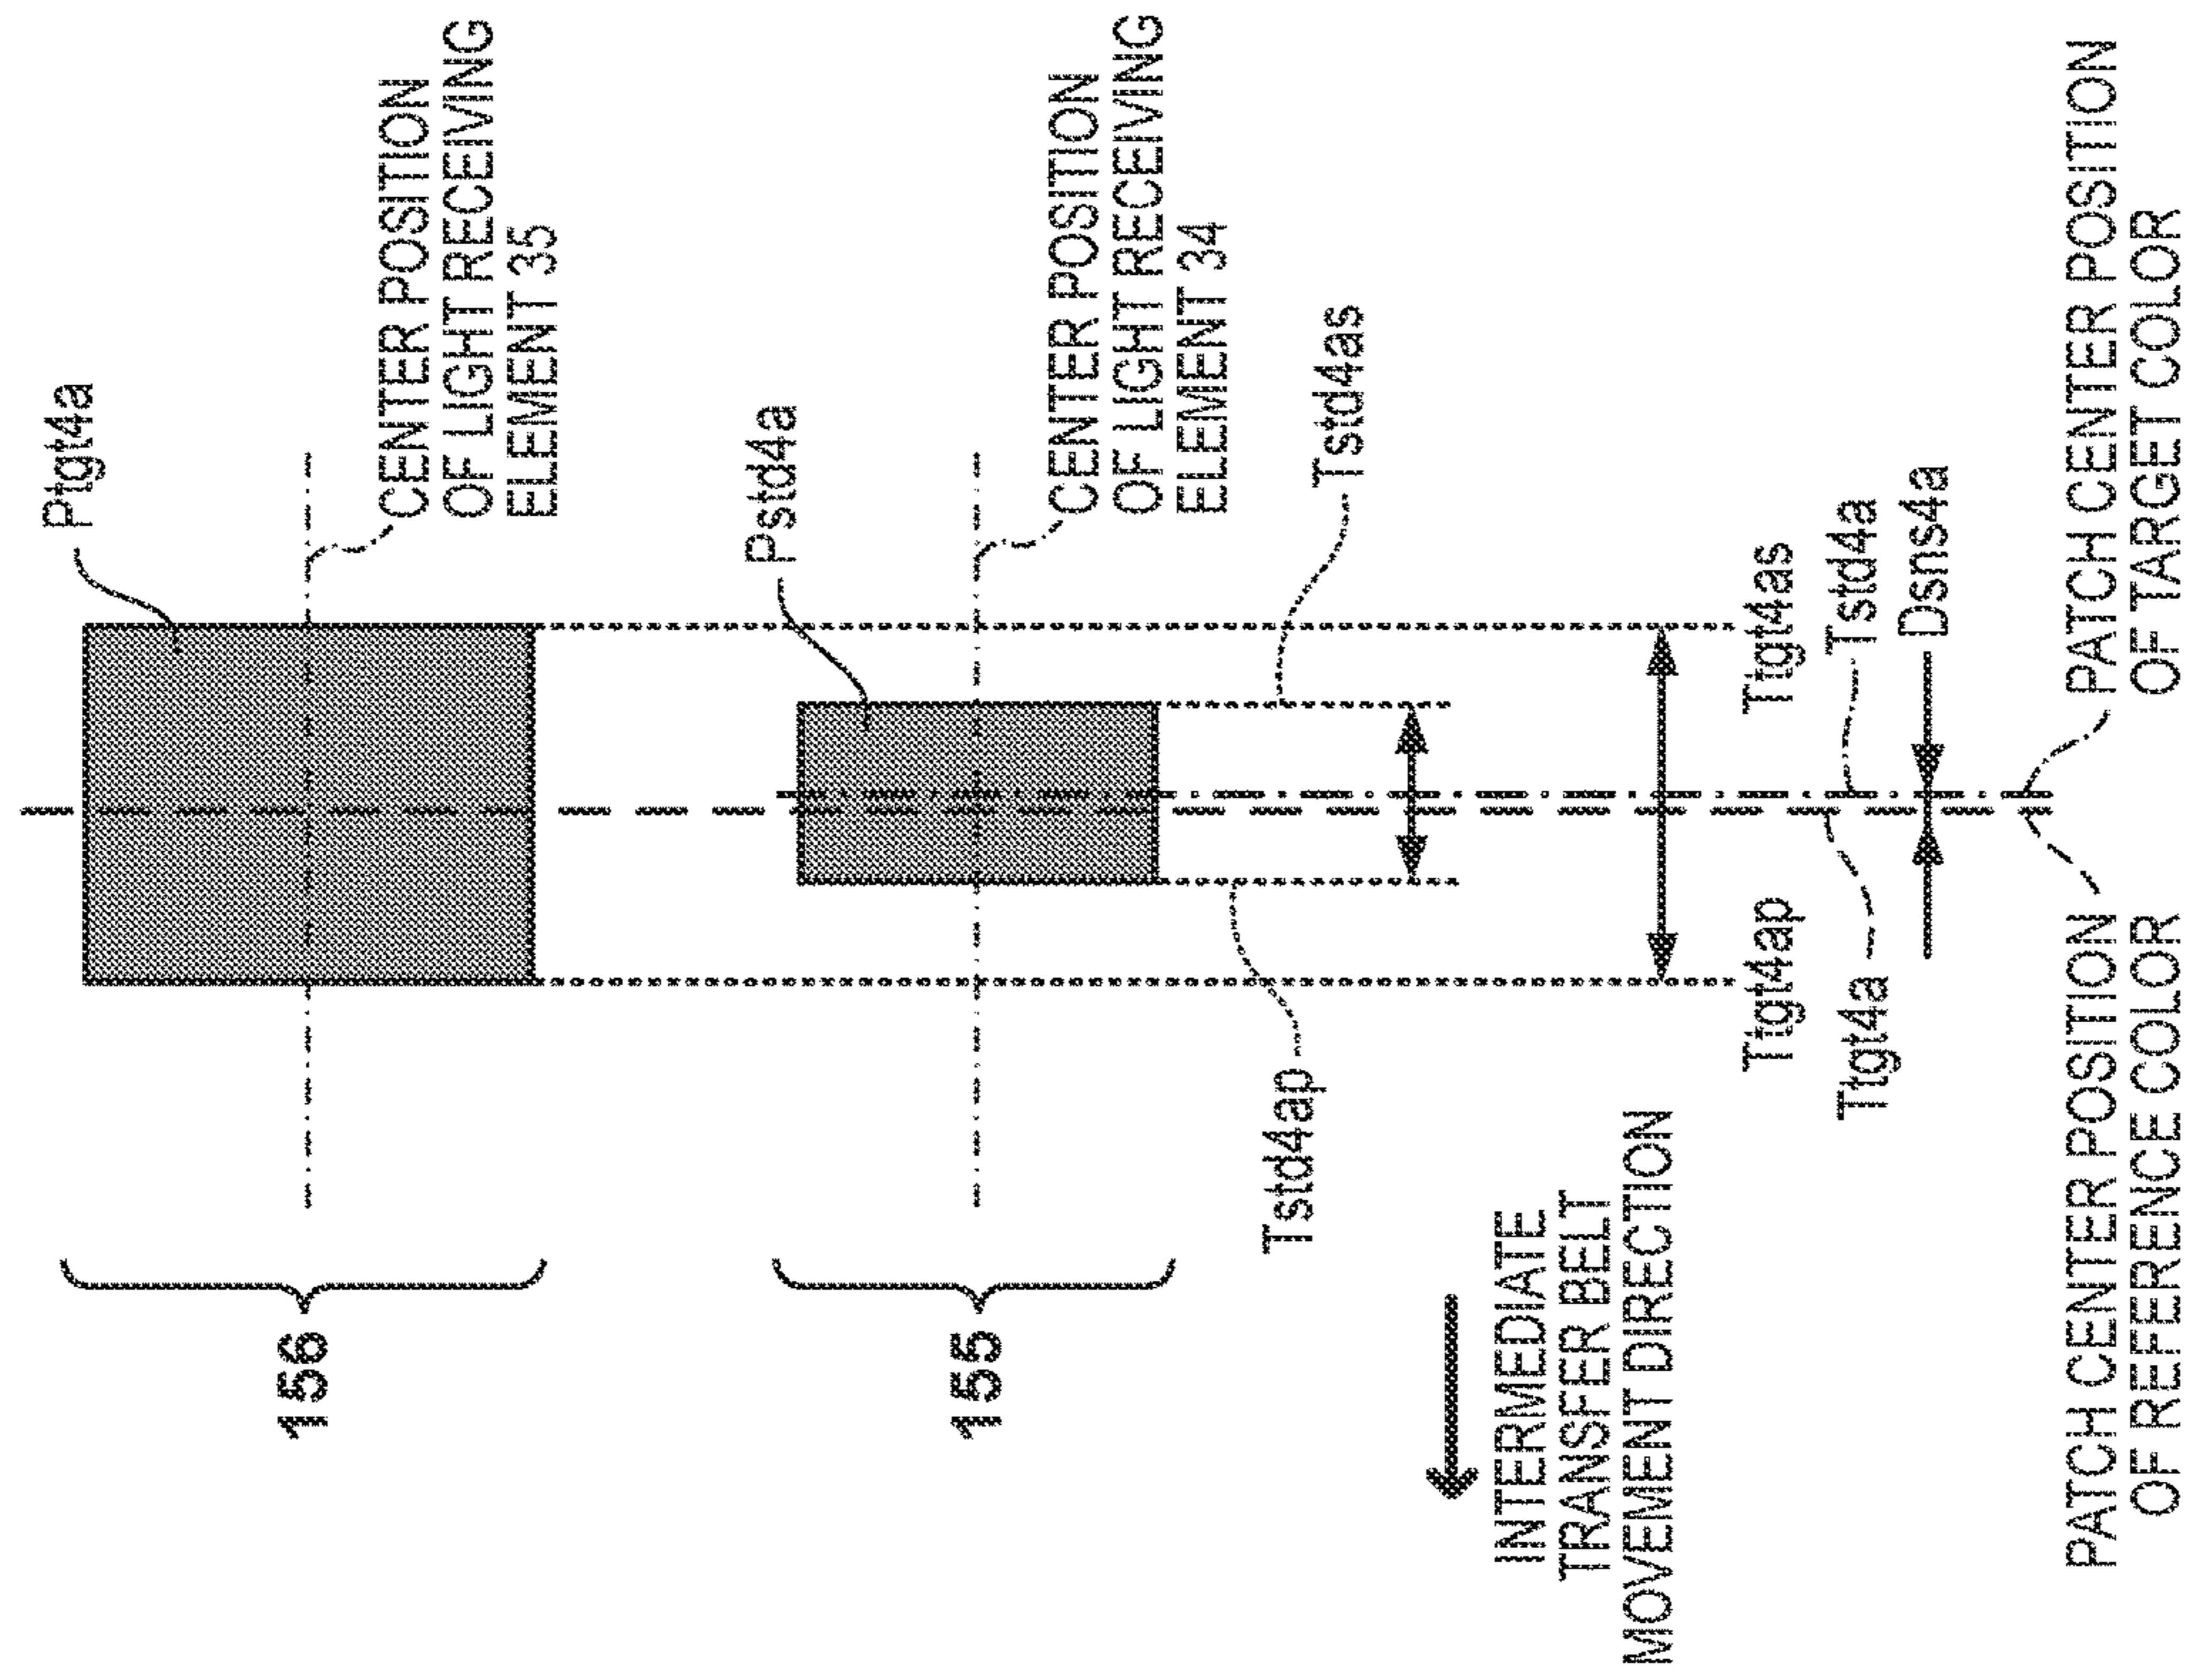 Ptgt4a
CENTER POSITION
OF LIGHT RECEIVING
ELEMENT 35
156
Pstd4a
CENTER POSITION
OF LIGHT RECEIVING
ELEMENT 34
155
Tstd4as
Tstd4ap
INTERMEDIATE
TRANSFER BELT
MOVEMENT DIRECTION
Ttgt4as
Ttgt4ap
Tstd4a
Ttgt4a
Dsns4a
PATCH CENTER POSITION
OF TARGET COLOR
PATCH CENTER POSITION
OF REFERENCE COLOR